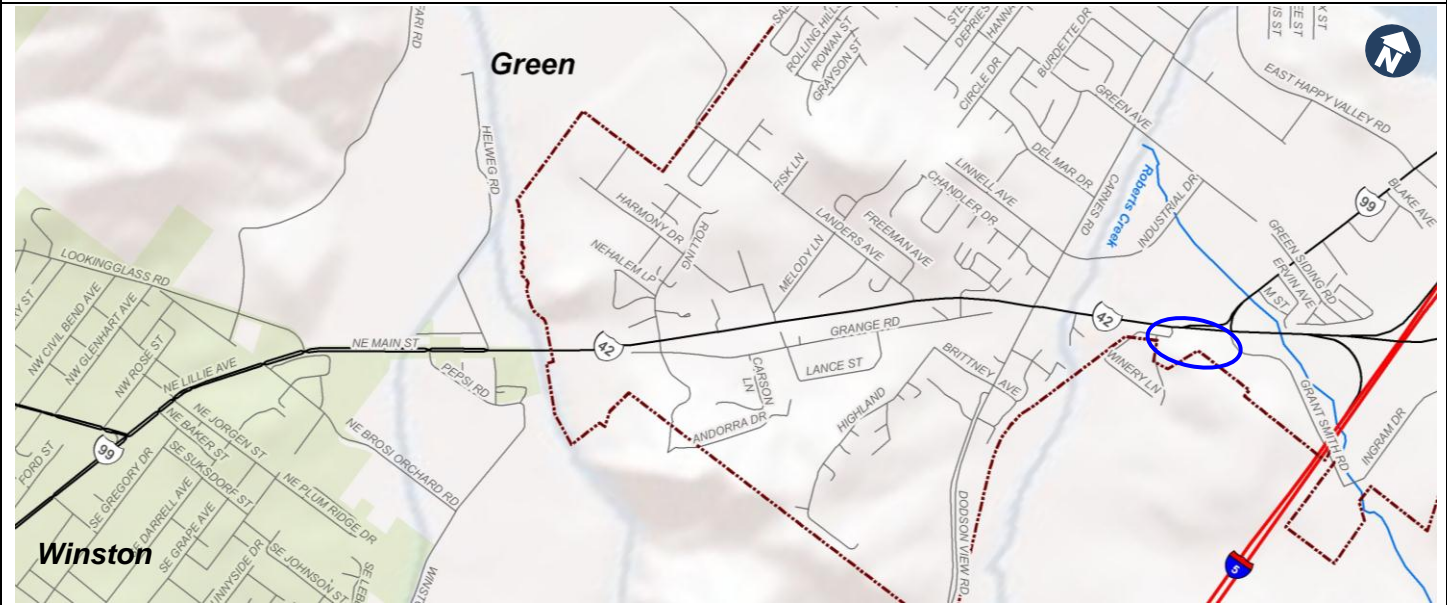 Green
Winston
N
HELWEG RD
ROLLING HILLS
ROWAN ST
GRAYSON ST
CIRCLE DR
BURDETTE DR
GREEN AVE
EAST HAPPY VALLEY RD
DEL MAR DR
CARNES RD
Roberts Creek
INDUSTRIAL DR
99
BLAKE AVE
LINNELL AVE
CHANDLER DR
FISK LN
HARMONY DR
ROLLING
LANDERS AVE
FREEMAN AVE
MELODY LN
NEHALEM LP
GREEN SIDING RD
ERVIN AVE
M ST
LOOKINGGLASS RD
NW CIVIL BEND AVE
NW GLENHART AVE
NW ROSE ST
NE MAIN ST
42
GRANGE RD
42
NE LILLIE AVE
PEPSI RD
CARSON LN
LANCE ST
BRITTNEY AVE
WINERY LN
HIGHLAND
ANDORRA DR
GRANT SMITH RD
INGRAM DR
NE JORGEN ST
NE BAKER ST
NE BROSI ORCHARD RD
99
FORD ST
SE GREGORY DR
SE SUKSDORF ST
NE PLUM RIDGE DR
SE DARRELL AVE
SE GRAPE AVE
SE JOHNSON ST
DODSON VIEW RD
5